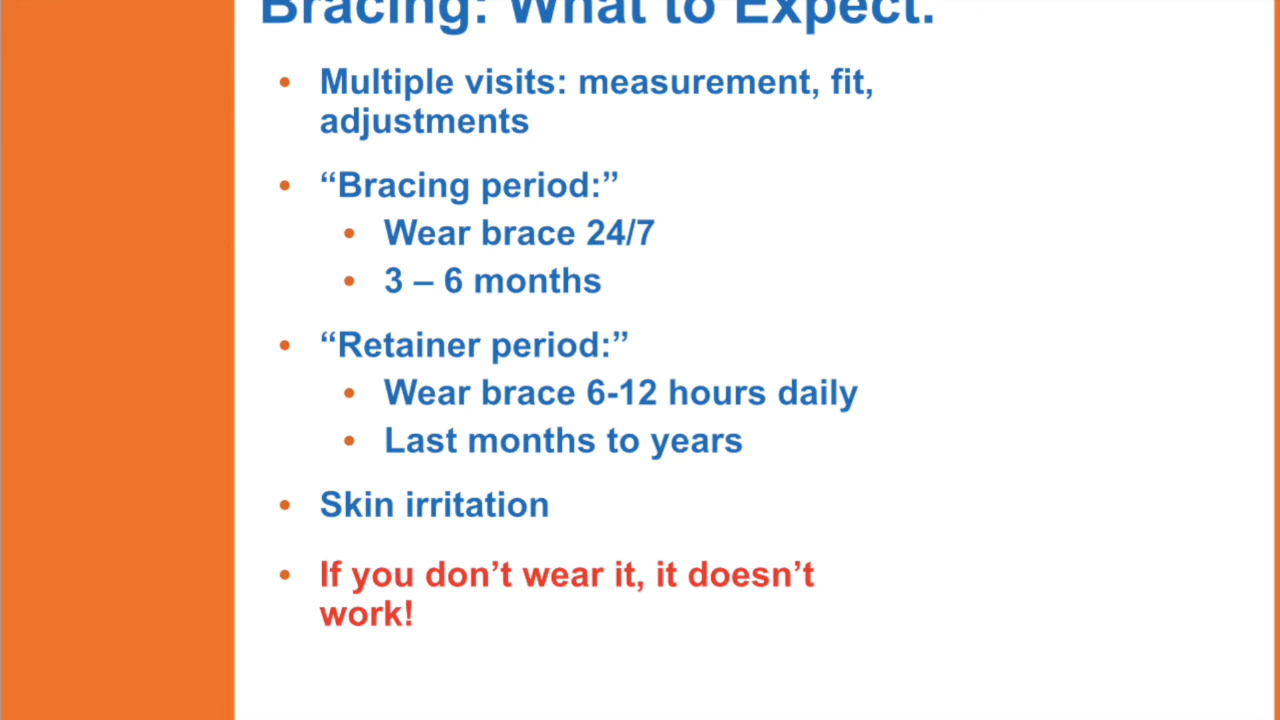 Bracing: What to Expect.
• Multiple visits: measurement, fit,
adjustments
• “Bracing period:”
• Wear brace 24/7
• 3 – 6 months
• “Retainer period:”
• Wear brace 6-12 hours daily
• Last months to years
• Skin irritation
• If you don’t wear it, it doesn’t
work!